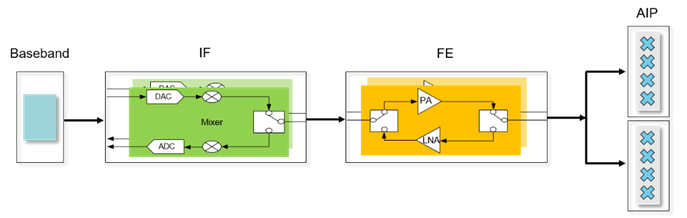 Baseband
IF
FE
AIP
DAC
DAC
Mixer
ADC
PA
LNA